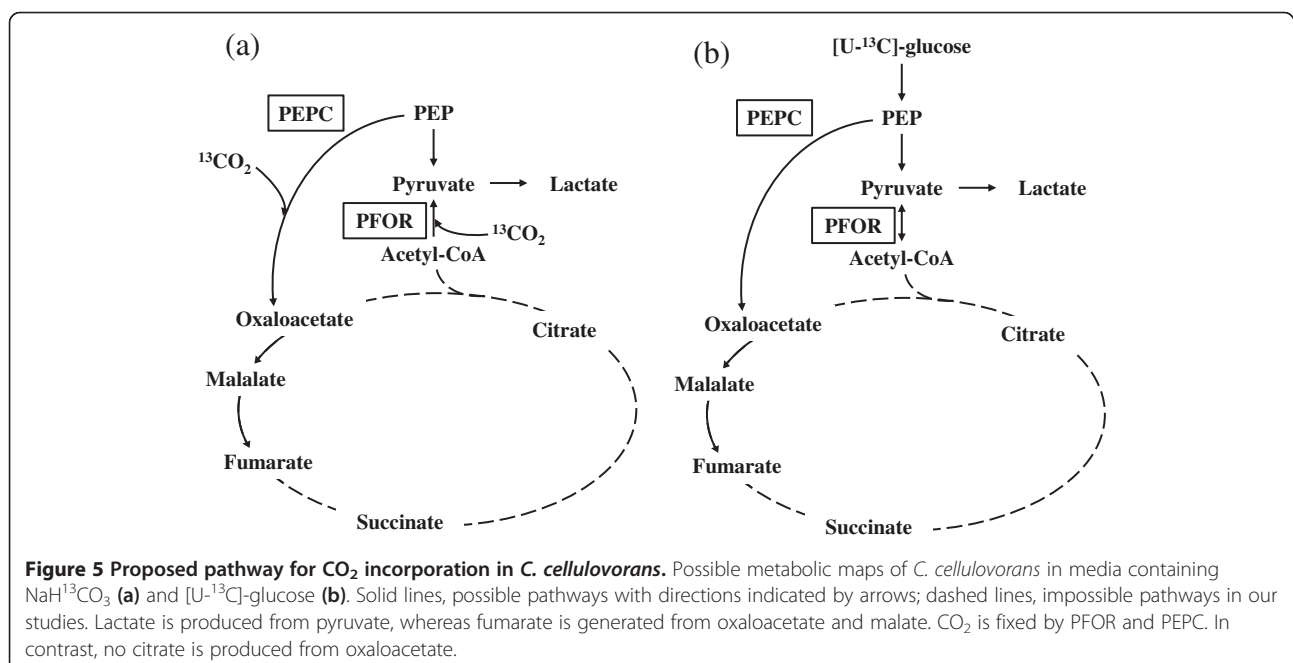 (a)
PEPC
PEP
¹³CO₂
Pyruvate
Lactate
PFOR
¹³CO₂
Acetyl-CoA
Oxaloacetate
Citrate
Malalate
Fumarate
Succinate
(b)
[U-¹³C]-glucose
PEPC
PEP
Pyruvate
Lactate
PFOR
Acetyl-CoA
Oxaloacetate
Citrate
Malalate
Fumarate
Succinate
Figure 5 Proposed pathway for CO₂ incorporation in C. cellulovorans. Possible metabolic maps of C. cellulovorans in media containing
NaH¹³CO₃ (a) and [U-¹³C]-glucose (b). Solid lines, possible pathways with directions indicated by arrows; dashed lines, impossible pathways in our
studies. Lactate is produced from pyruvate, whereas fumarate is generated from oxaloacetate and malate. CO₂ is fixed by PFOR and PEPC. In
contrast, no citrate is produced from oxaloacetate.